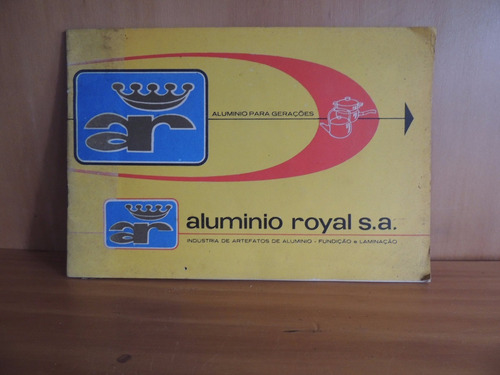 ar
ALUMINIO PARA GERAÇÕES
ar
aluminio royal s.a.
INDUSTRIA DE ARTEFATOS DE ALUMINIO - FUNDIÇÃO e LAMINAÇÃO